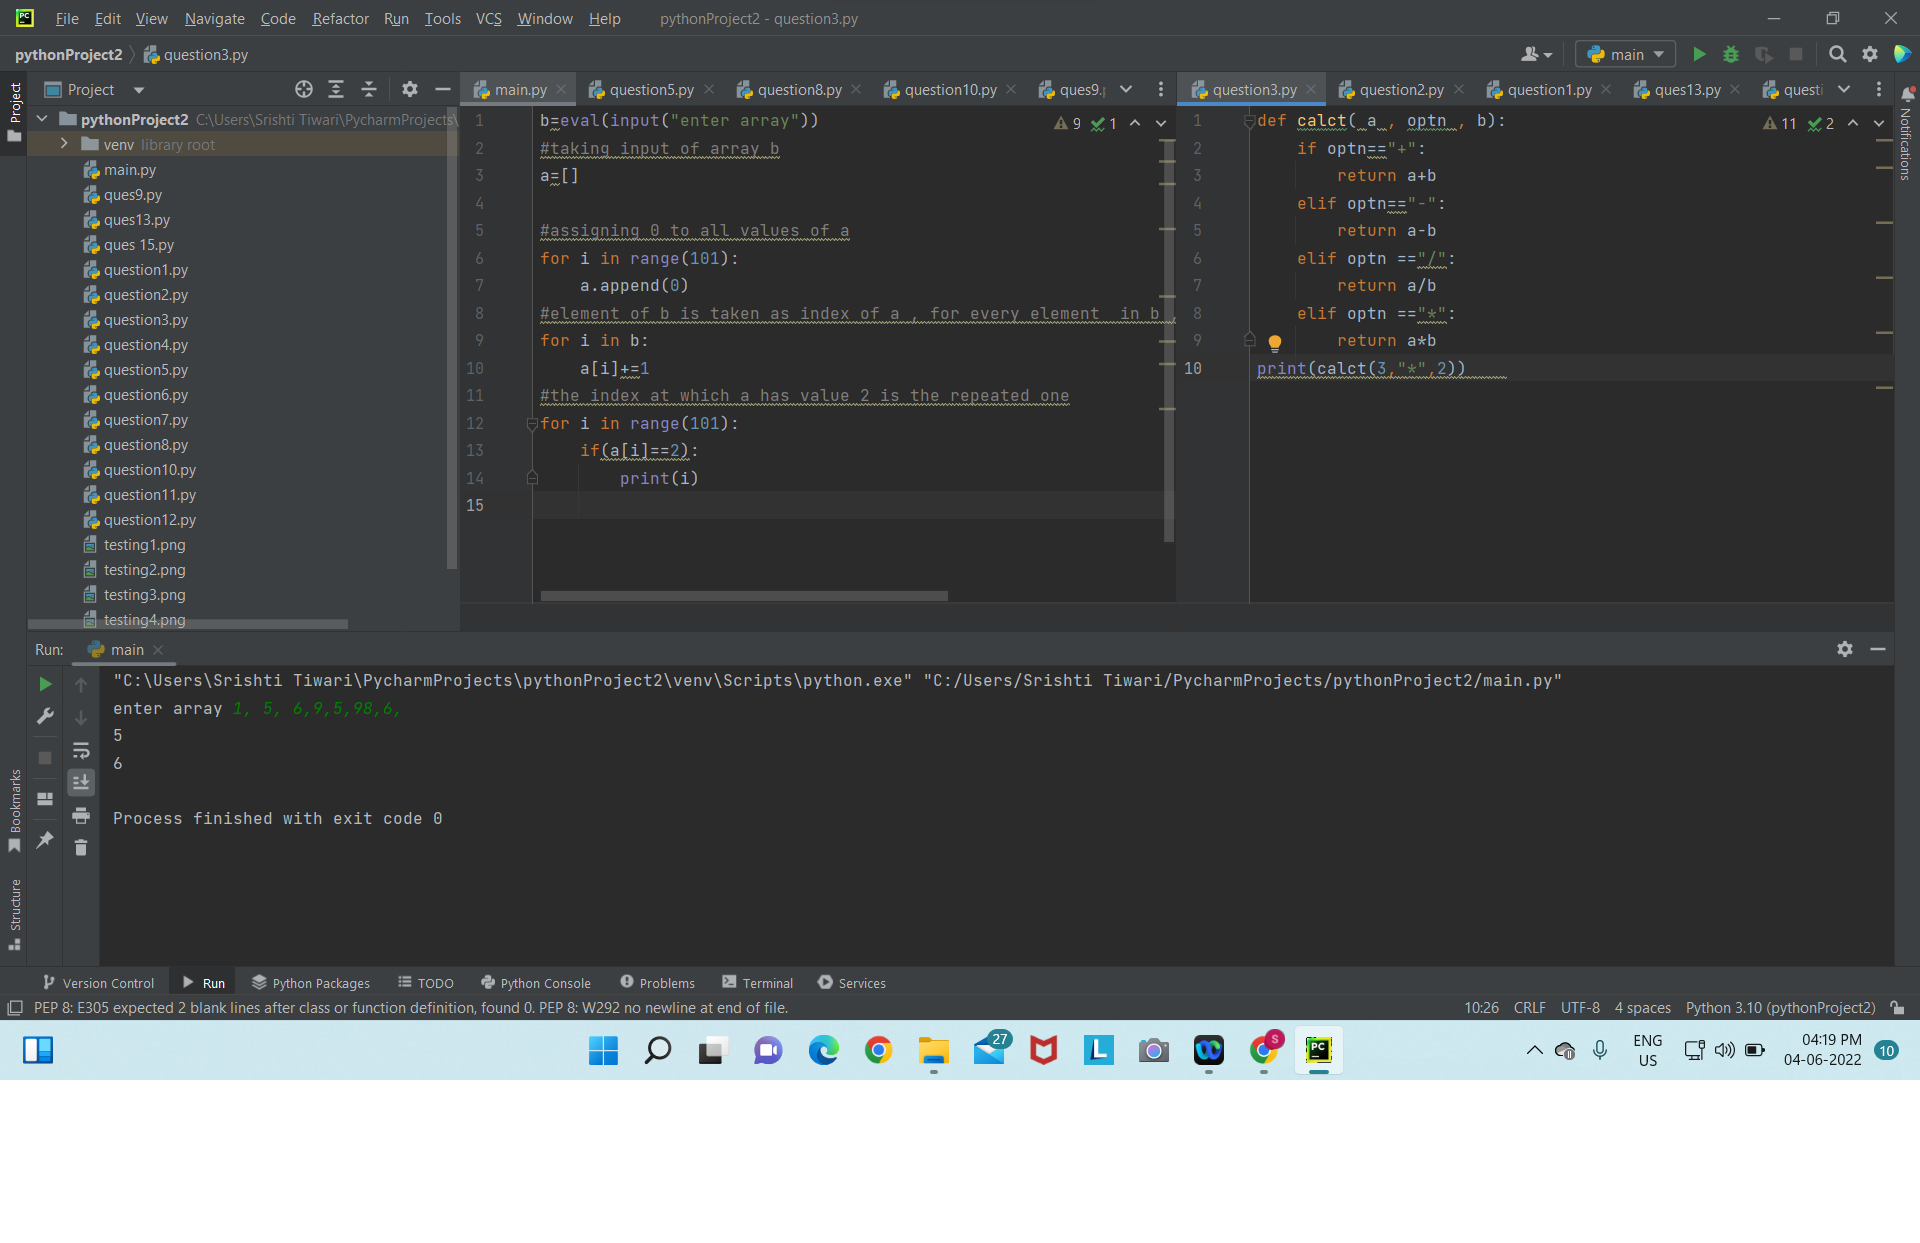 File Edit View Navigate Code Refactor Run Tools VCS Window Help pythonProject2 - question3.py
pythonProject2 question3.py main
Project
main.py question5.py question8.py question10.py ques9.
question3.py question2.py question1.py ques13.py questi
Project
Notifications
pythonProject2 C:\Users\Srishti Tiwari\PycharmProjects\
venv library root
main.py
ques9.py
ques13.py
ques 15.py
question1.py
question2.py
question3.py
question4.py
question5.py
question6.py
question7.py
question8.py
question10.py
question11.py
question12.py
testing1.png
testing2.png
testing3.png
testing4.png
9 1
1 b=eval(input("enter array"))
2 #taking input of array b
3 a=[]
4
5 #assigning 0 to all values of a
6 for i in range(101):
7 a.append(0)
8 #element of b is taken as index of a , for every element  in b ,
9 for i in b:
10 a[i]+=1
11 #the index at which a has value 2 is the repeated one
12 for i in range(101):
13 if(a[i]==2):
14 print(i)
15
11 2
1 def calct( a , optn , b):
2 if optn=="+":
3 return a+b
4 elif optn=="-":
5 return a-b
6 elif optn =="/":
7 return a/b
8 elif optn =="*":
9 return a*b
10 print(calct(3,"*",2))
Run: main
"C:\Users\Srishti Tiwari\PycharmProjects\pythonProject2\venv\Scripts\python.exe" "C:/Users/Srishti Tiwari/PycharmProjects/pythonProject2/main.py"
enter array 1, 5, 6,9,5,98,6,
5
6
Process finished with exit code 0
Bookmarks
Structure
Version Control Run Python Packages TODO Python Console Problems Terminal Services
PEP 8: E305 expected 2 blank lines after class or function definition, found 0. PEP 8: W292 no newline at end of file. 10:26 CRLF UTF-8 4 spaces Python 3.10 (pythonProject2)
27 S PC
ENG
US
04:19 PM
04-06-2022
10